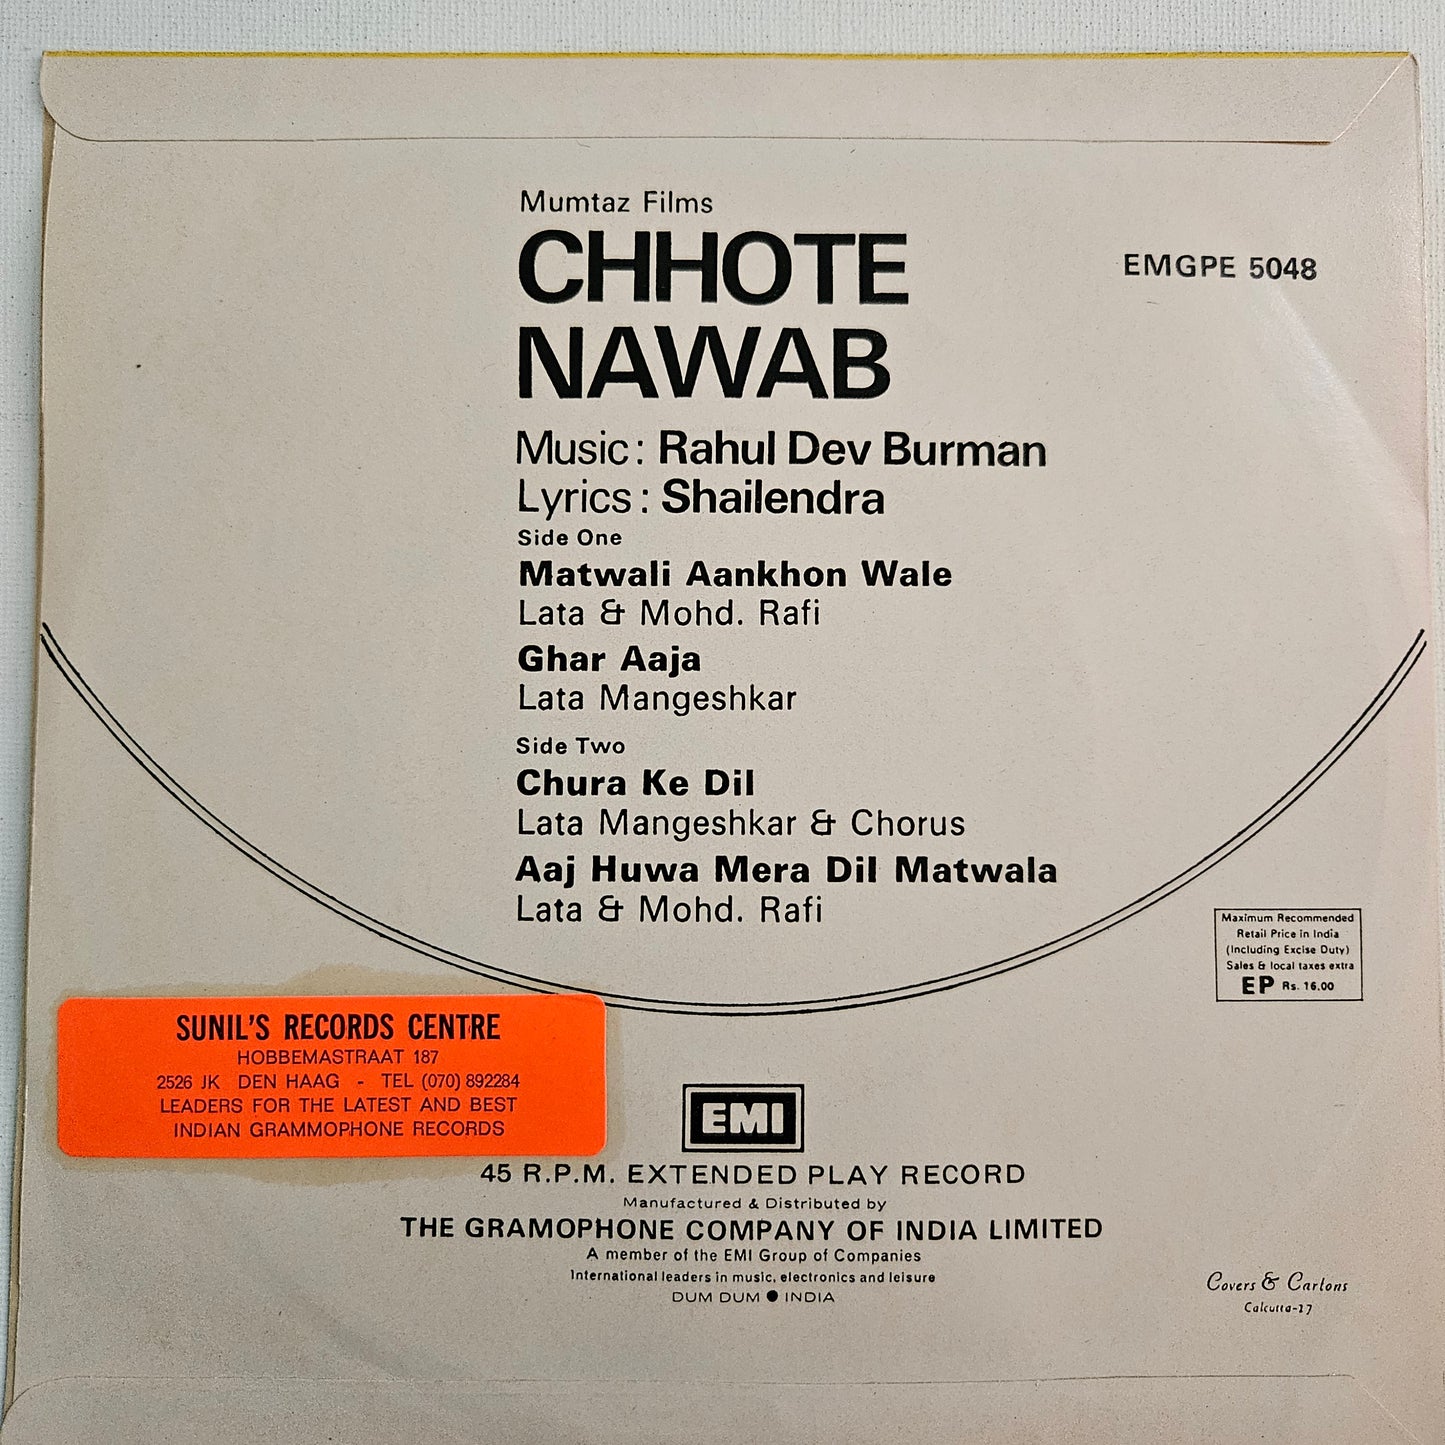 Mumtaz Films
CHHOTE
NAWAB
EMGPE 5048
Music: Rahul Dev Burman
Lyrics: Shailendra
Side One
Matwali Aankhon Wale
Lata & Mohd. Rafi
Ghar Aaja
Lata Mangeshkar
Side Two
Chura Ke Dil
Lata Mangeshkar & Chorus
Aaj Huwa Mera Dil Matwala
Lata & Mohd. Rafi
Maximum Recommended
Retail Price in India
(Including Excise Duty)
Sales & local taxes extra
EP Rs. 16.00
SUNIL'S RECORDS CENTRE
HOBBEMASTRAAT 187
2526 JK DEN HAAG - TEL (070) 892284
LEADERS FOR THE LATEST AND BEST
INDIAN GRAMMOPHONE RECORDS
EMI
45 R.P.M. EXTENDED PLAY RECORD
Manufactured & Distributed by
THE GRAMOPHONE COMPANY OF INDIA LIMITED
A member of the EMI Group of Companies
International leaders in music, electronics and leisure
DUM DUM ● INDIA
Covers & Cartons
Calcutta-17